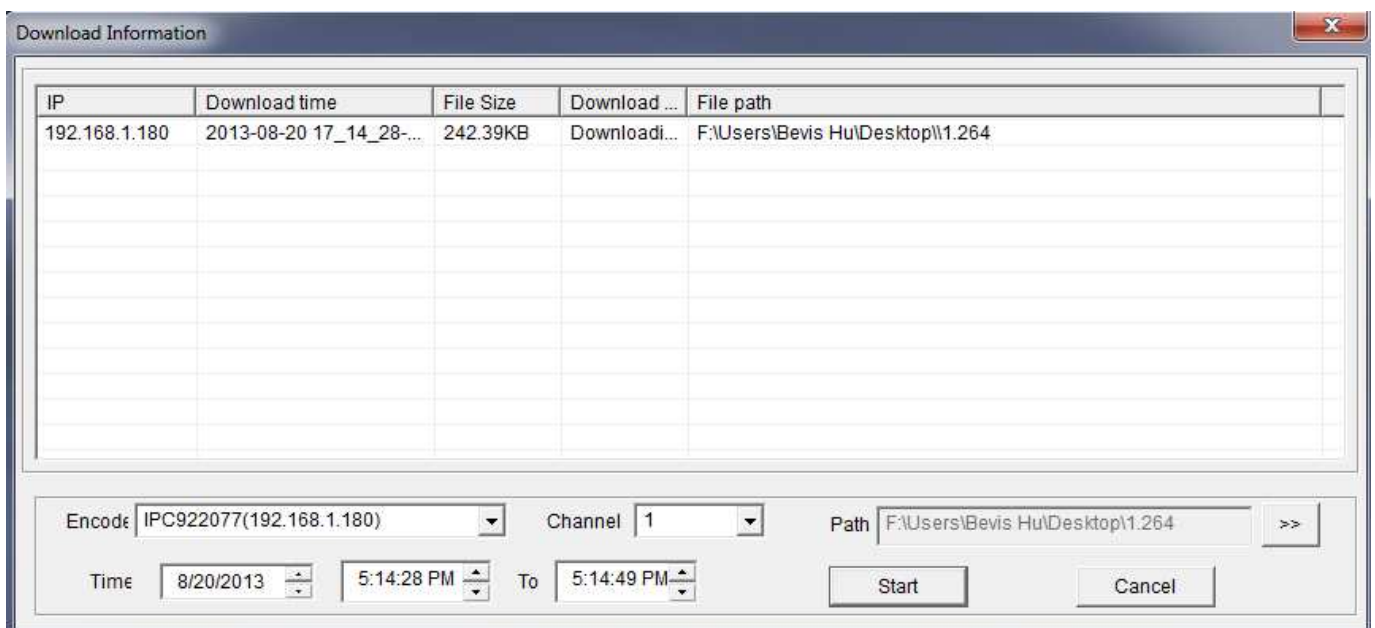 Download Information
IP Download time File Size Download ... File path
192.168.1.180 2013-08-20 17_14_28-... 242.39KB Downloadi... F:\Users\Bevis Hu\Desktop\\1.264
Encode IPC922077(192.168.1.180) Channel 1 Path F:\Users\Bevis Hu\Desktop\1.264 >>
Time 8/20/2013 5:14:28 PM To 5:14:49 PM Start Cancel